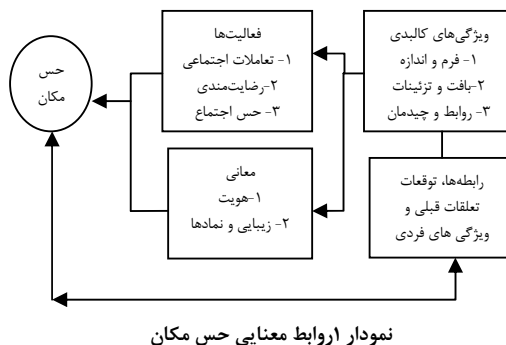 ویژگی‌های کالبدی
۱- فرم و اندازه
۲-بافت و تزئینات
۳- روابط و چیدمان
رابطه‌ها، توقعات
تعلقات قبلی و
ویژگی های فردی
فعالیت‌ها
۱- تعاملات اجتماعی
۲-رضایت‌مندی
۳- حس اجتماع
معانی
۱-هویت
۲- زیبایی و نمادها
حس
مکان
نمودار ۱روابط معنایی حس مکان